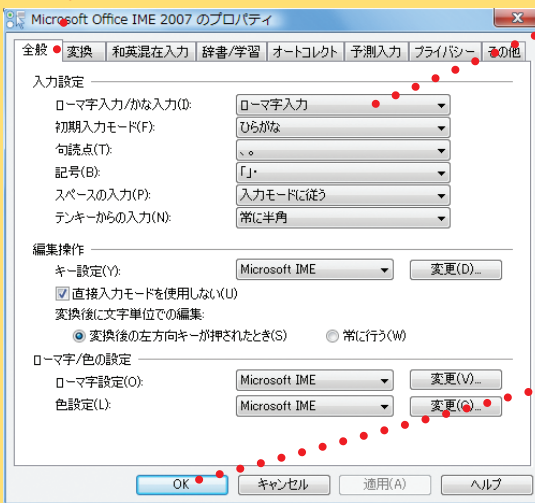 Microsoft Office IME 2007 のプロパティ
全般 変換 和英混在入力 辞書/学習 オートコレクト 予測入力 プライバシー その他
入力設定
ローマ字入力/かな入力(I): ローマ字入力
初期入力モード(F): ひらがな
句読点(T): 、。
記号(B): 「」・
スペースの入力(P): 入力モードに従う
テンキーからの入力(N): 常に半角
編集操作
キー設定(Y): Microsoft IME 変更(D)...
直接入力モードを使用しない(U)
変換後に文字単位での編集:
変換後の左方向キーが押されたとき(S) 常に行う(W)
ローマ字/色の設定
ローマ字設定(O): Microsoft IME 変更(V)...
色設定(L): Microsoft IME 変更(G)...
OK キャンセル 適用(A) ヘルプ